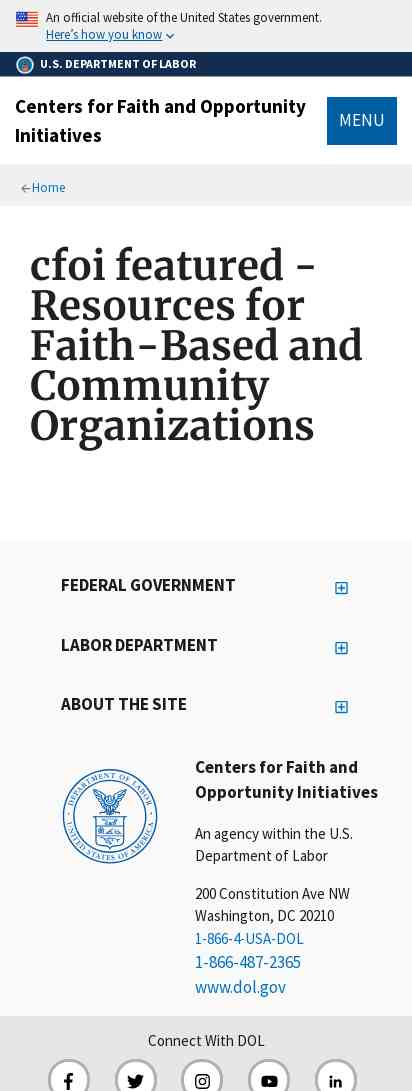 An official website of the United States government.
Here's how you know
U.S. DEPARTMENT OF LABOR
Centers for Faith and Opportunity
Initiatives
MENU
Home
cfoi featured -
Resources for
Faith-Based and
Community
Organizations
FEDERAL GOVERNMENT
LABOR DEPARTMENT
ABOUT THE SITE
DEPARTMENT OF LABOR
UNITED STATES OF AMERICA
Centers for Faith and
Opportunity Initiatives
An agency within the U.S.
Department of Labor
200 Constitution Ave NW
Washington, DC 20210
1-866-4-USA-DOL
1-866-487-2365
www.dol.gov
Connect With DOL